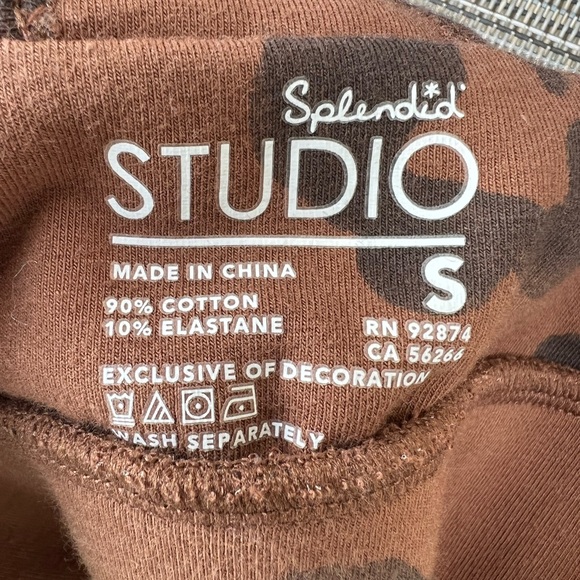 Splendid
STUDIO
S
MADE IN CHINA
90% COTTON
10% ELASTANE
RN 92874
CA 56266
EXCLUSIVE OF DECORATION
WASH SEPARATELY